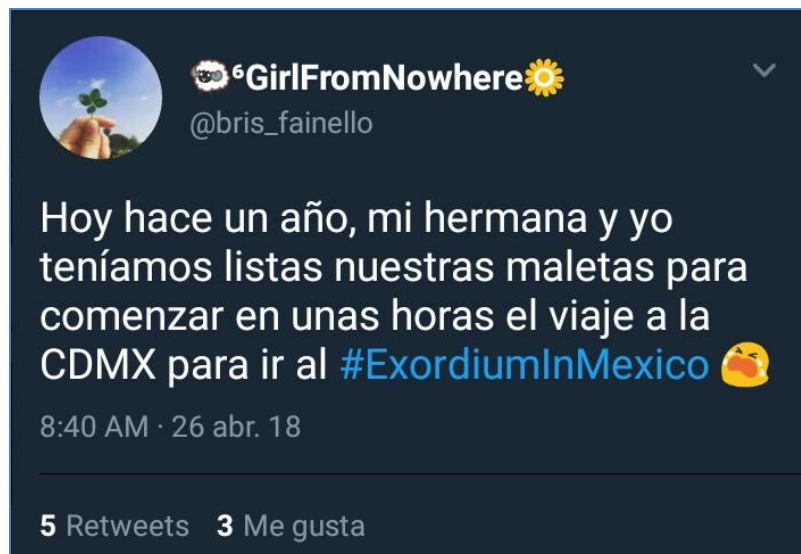 🐏⁶GirlFromNowhere🌼
@bris_fainello
Hoy hace un año, mi hermana y yo
teníamos listas nuestras maletas para
comenzar en unas horas el viaje a la
CDMX para ir al #ExordiumInMexico 😭
8:40 AM · 26 abr. 18
5 Retweets 3 Me gusta